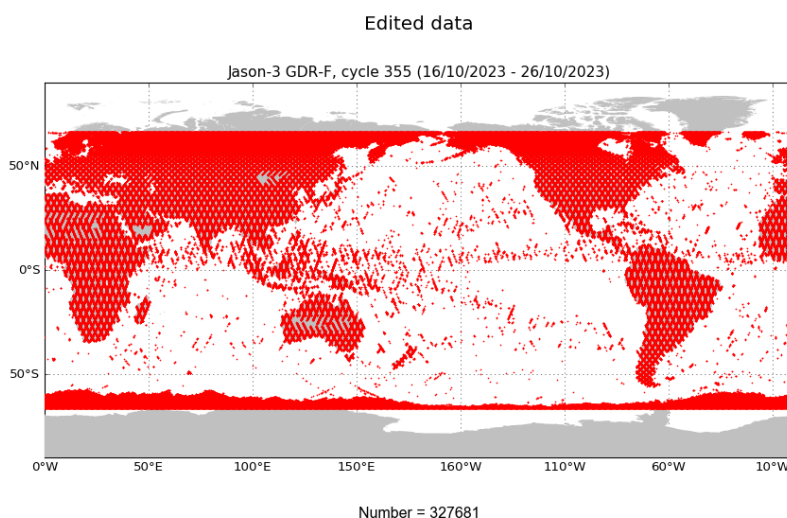 Edited data
Jason-3 GDR-F, cycle 355 (16/10/2023 - 26/10/2023)
50°N
0°S
50°S
0°W 50°E 100°E 150°E 160°W 110°W 60°W 10°W
Number = 327681